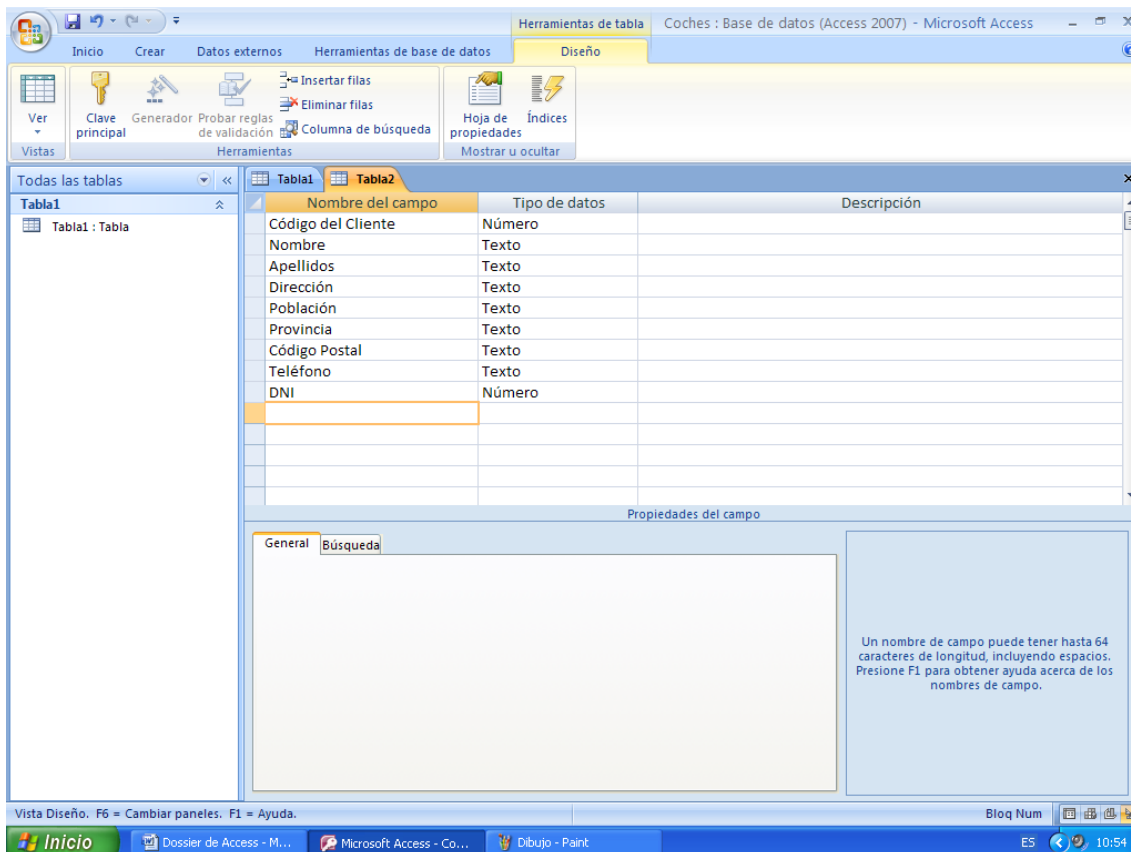 Herramientas de tabla
Coches : Base de datos (Access 2007) - Microsoft Access
Inicio
Crear
Datos externos
Herramientas de base de datos
Diseño
Ver
Clave principal
Generador
Probar reglas de validación
Insertar filas
Eliminar filas
Columna de búsqueda
Hoja de propiedades
Índices
Vistas
Herramientas
Mostrar u ocultar
Todas las tablas
Tabla1
Tabla2
Tabla1
Tabla1 : Tabla
Nombre del campo Tipo de datos Descripción
Código del Cliente Número
Nombre Texto
Apellidos Texto
Dirección Texto
Población Texto
Provincia Texto
Código Postal Texto
Teléfono Texto
DNI Número
Propiedades del campo
General
Búsqueda
Un nombre de campo puede tener hasta 64
caracteres de longitud, incluyendo espacios.
Presione F1 para obtener ayuda acerca de los
nombres de campo.
Vista Diseño. F6 = Cambiar paneles. F1 = Ayuda.
Bloq Num
Inicio
Dossier de Access - M...
Microsoft Access - Co...
Dibujo - Paint
ES
10:54